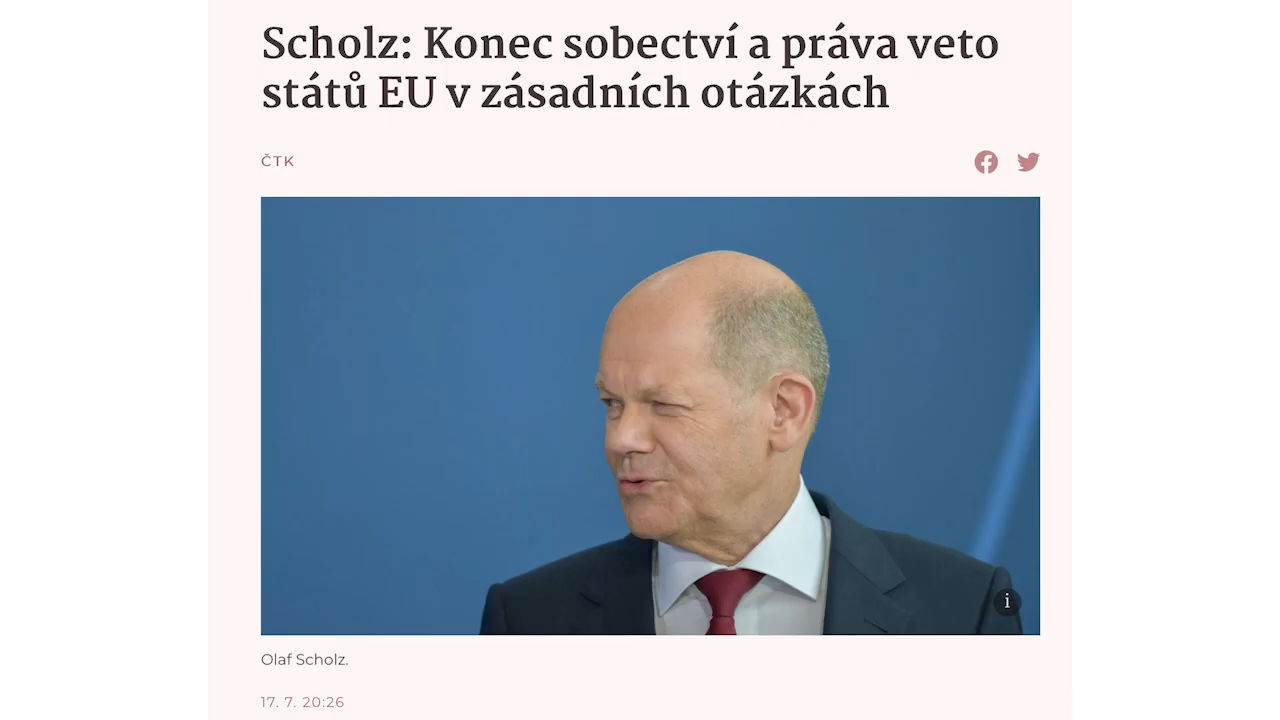 Scholz: Konec sobectví a práva veto
států EU v zásadních otázkách
ČTK
i
Olaf Scholz.
17. 7. 20:26